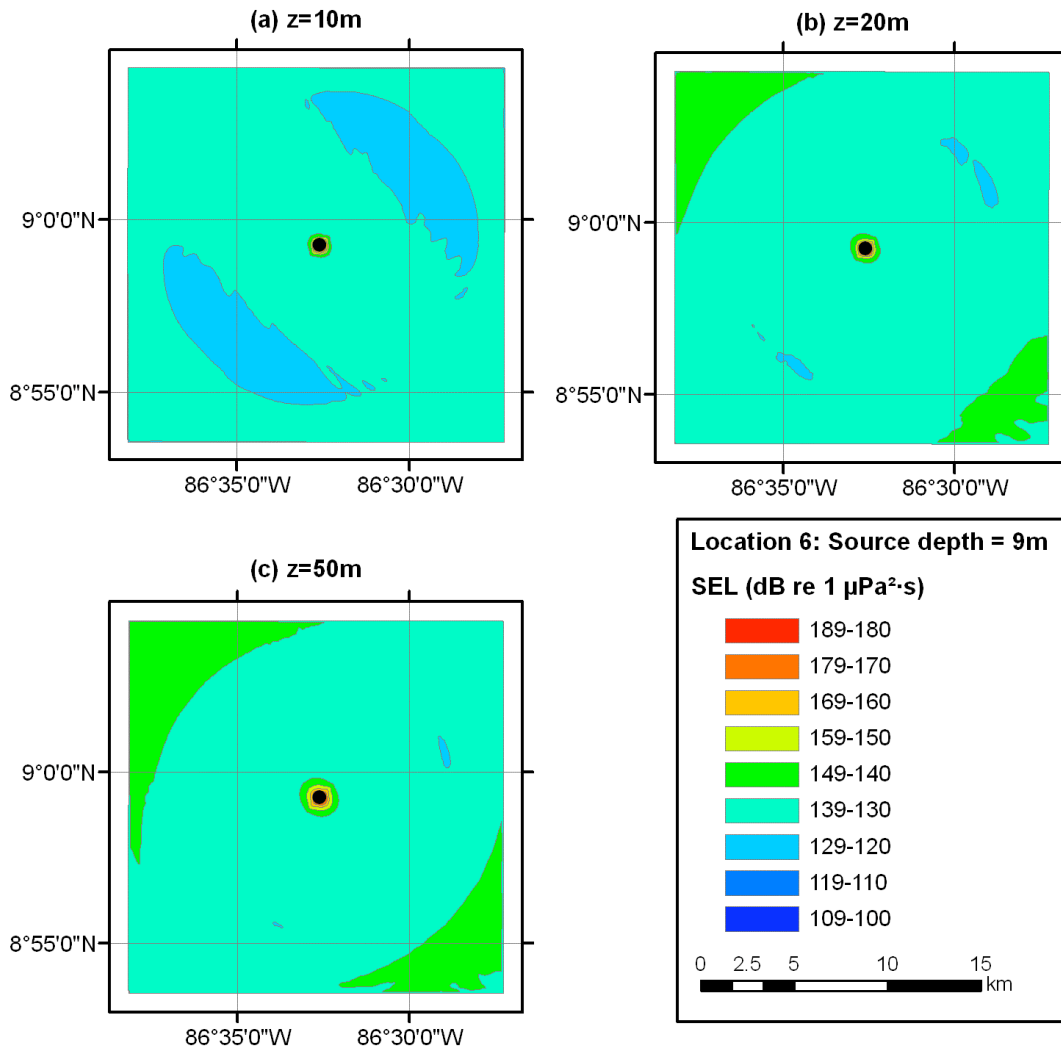 (a) z=10m
9°0'0"N
8°55'0"N
86°35'0"W 86°30'0"W
(b) z=20m
9°0'0"N
8°55'0"N
86°35'0"W 86°30'0"W
(c) z=50m
9°0'0"N
8°55'0"N
86°35'0"W 86°30'0"W
Location 6: Source depth = 9m
SEL (dB re 1 µPa²·s)
189-180
179-170
169-160
159-150
149-140
139-130
129-120
119-110
109-100
0 2.5 5 10 15
km